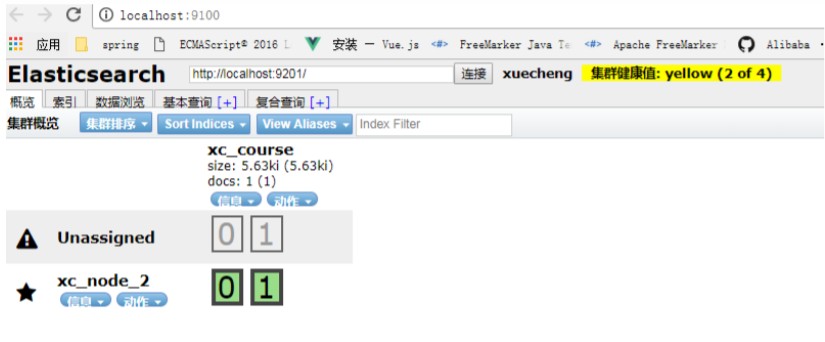 localhost:9100
应用 spring ECMAScript® 2016 L 安装 — Vue.js FreeMarker Java Te Apache FreeMarker Alibaba
Elasticsearch http://localhost:9201/ 连接 xuecheng 集群健康值: yellow (2 of 4)
概览 索引 数据浏览 基本查询 [+] 复合查询 [+]
集群概览 集群排序 Sort Indices View Aliases Index Filter
xc_course
size: 5.63ki (5.63ki)
docs: 1 (1)
信息 动作
Unassigned 0 1
xc_node_2 0 1
信息 动作